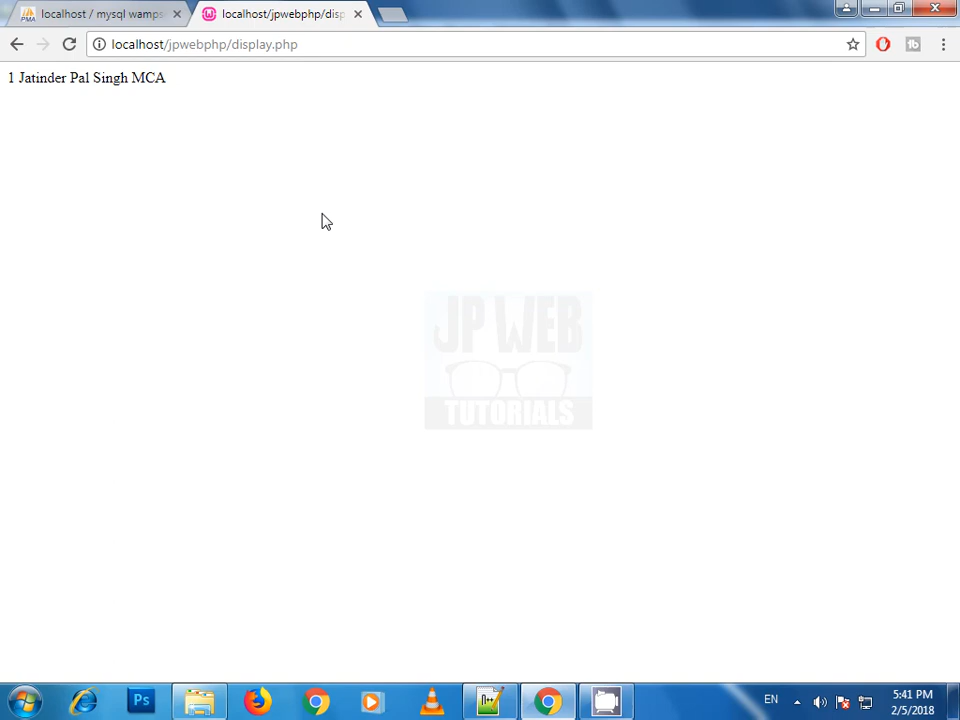 localhost / mysql wamps
localhost/jpwebphp/disp
localhost/jpwebphp/display.php
1 Jatinder Pal Singh MCA
JP WEB
TUTORIALS
Ps
EN
5:41 PM
2/5/2018